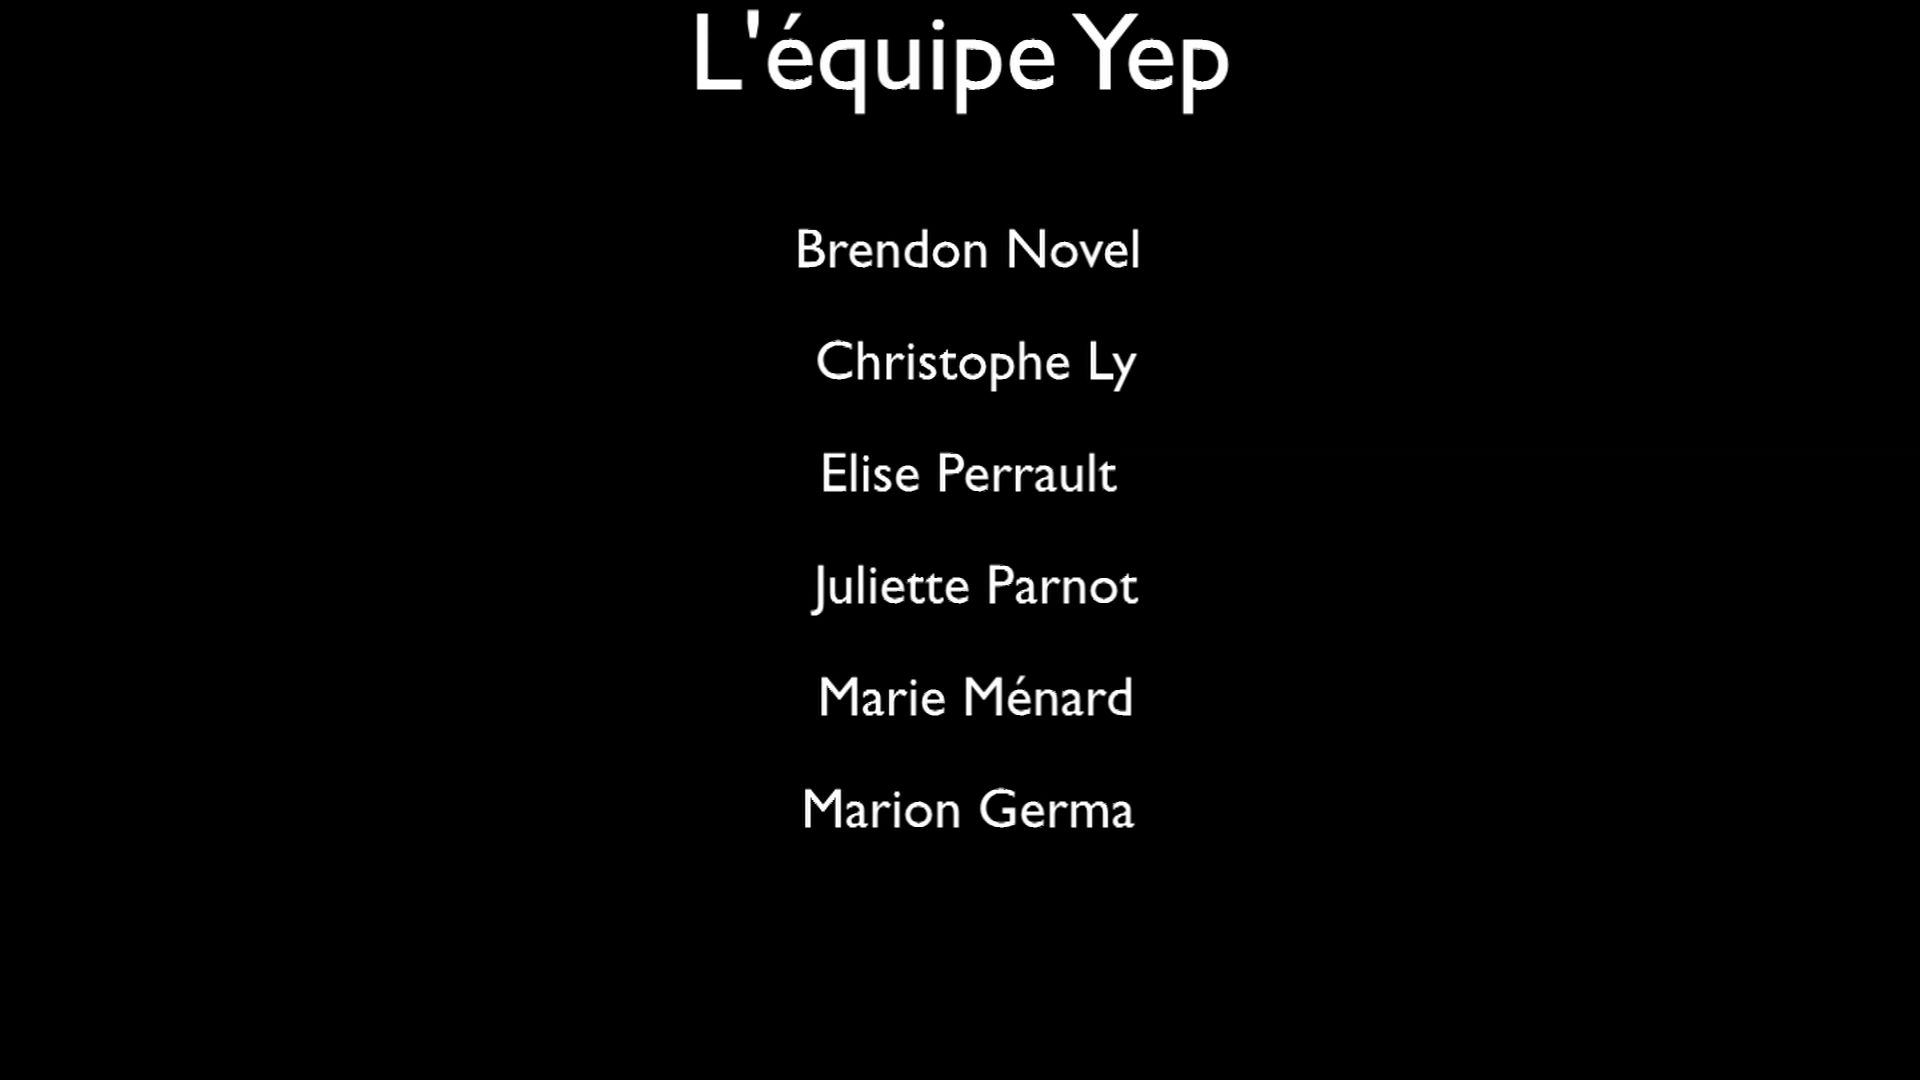 L'équipe Yep
Brendon Novel
Christophe Ly
Elise Perrault
Juliette Parnot
Marie Ménard
Marion Germa